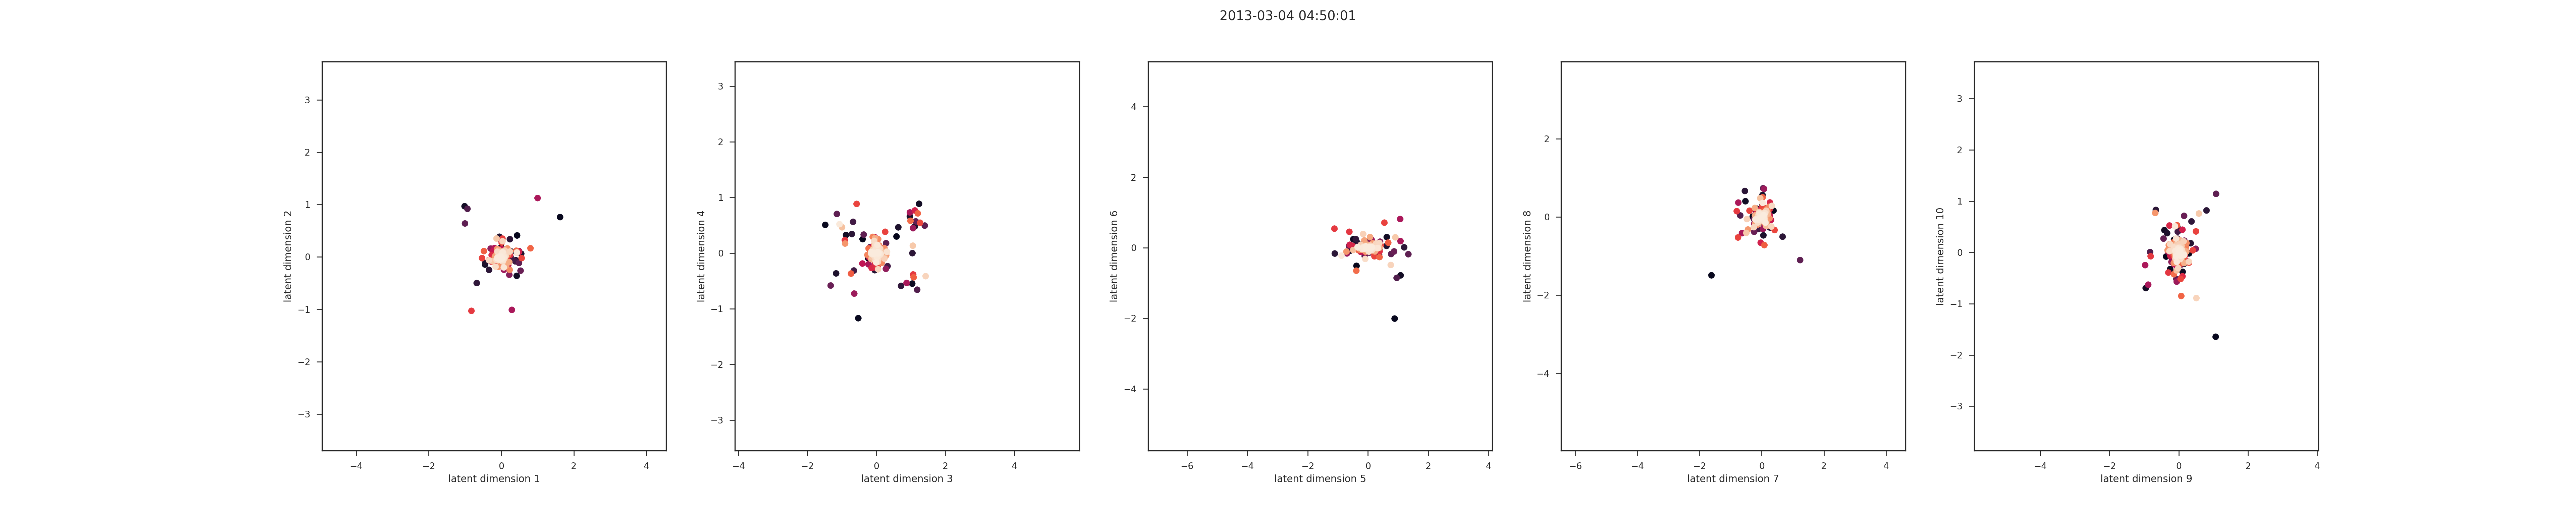 2013-03-04 04:50:01
latent dimension 2
3
2
1
0
−1
−2
−3
−4 −2 0 2 4
latent dimension 1
latent dimension 4
3
2
1
0
−1
−2
−3
−4 −2 0 2 4
latent dimension 3
latent dimension 6
4
2
0
−2
−4
−6 −4 −2 0 2 4
latent dimension 5
latent dimension 8
2
0
−2
−4
−6 −4 −2 0 2 4
latent dimension 7
latent dimension 10
3
2
1
0
−1
−2
−3
−4 −2 0 2 4
latent dimension 9